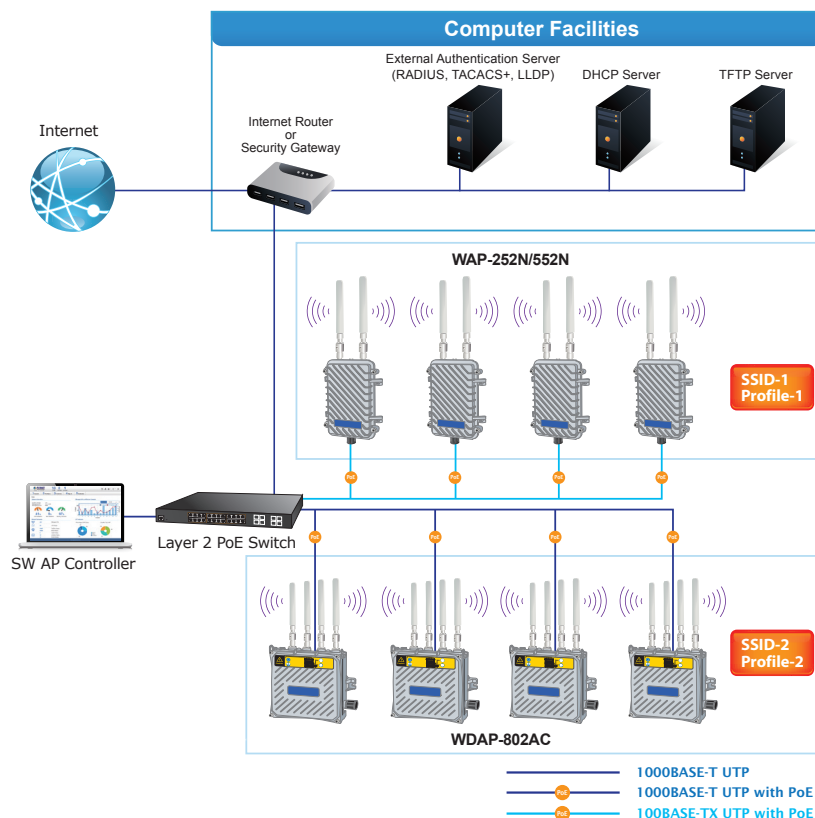 Computer Facilities
External Authentication Server
(RADIUS, TACACS+, LLDP)
DHCP Server
TFTP Server
Internet
Internet Router
or
Security Gateway
WAP-252N/552N
SSID-1
Profile-1
PoE
PoE
PoE
PoE
Layer 2 PoE Switch
SW AP Controller
PoE
PoE
PoE
PoE
SSID-2
Profile-2
WDAP-802AC
1000BASE-T UTP
PoE
1000BASE-T UTP with PoE
PoE
100BASE-TX UTP with PoE